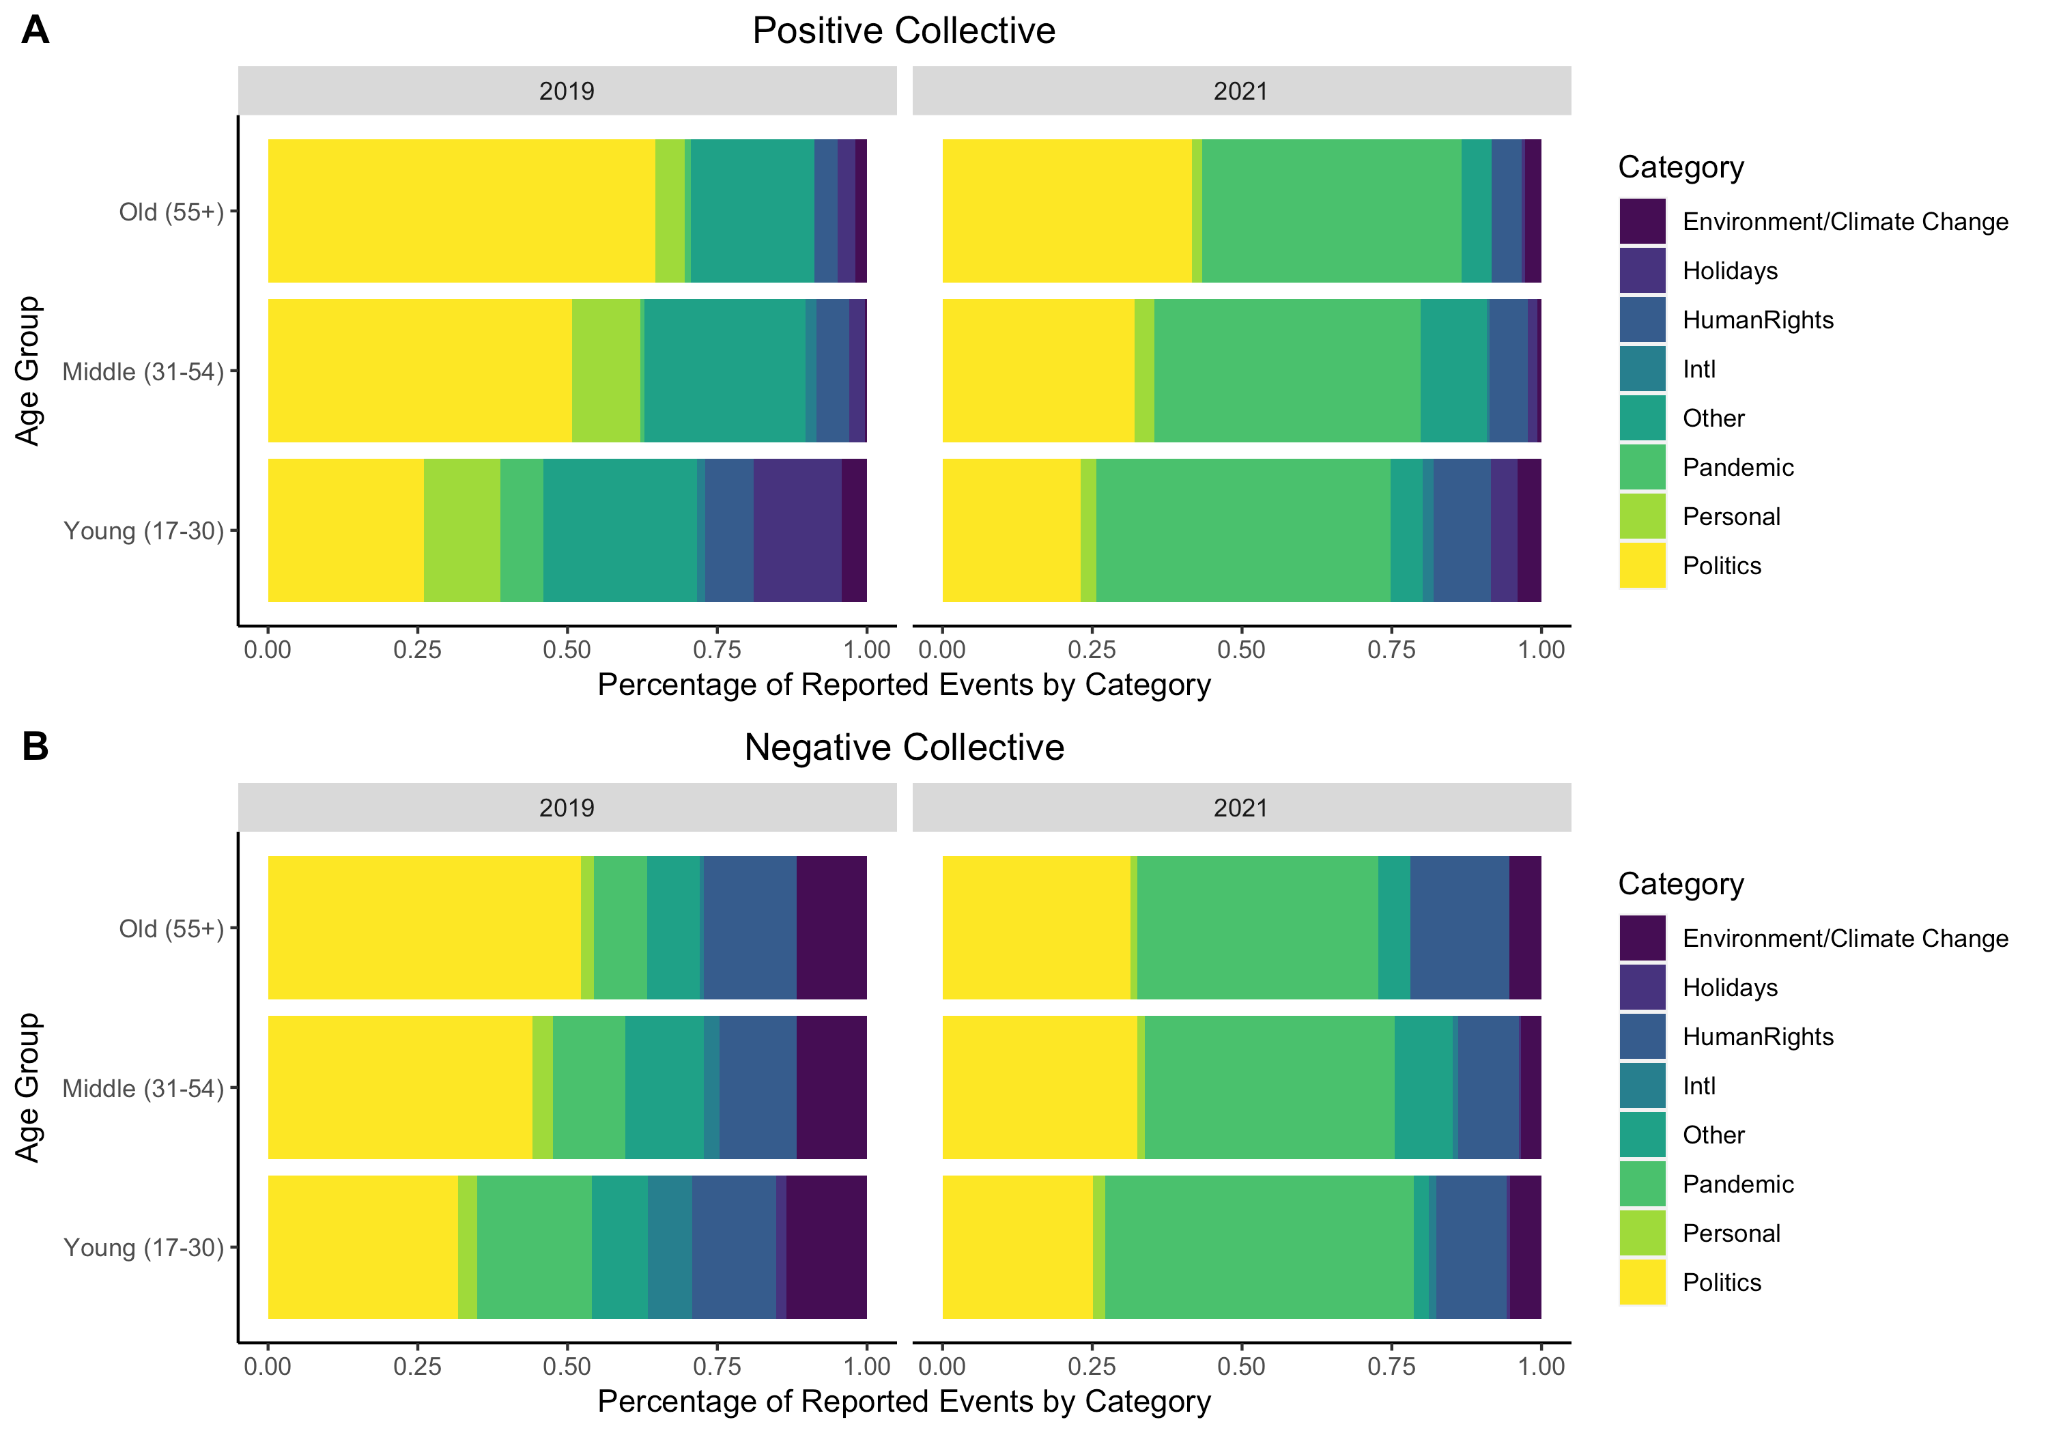 A
Positive Collective
2019
2021
Age Group
Old (55+)
Middle (31-54)
Young (17-30)
0.00 0.25 0.50 0.75 1.00
0.00 0.25 0.50 0.75 1.00
Percentage of Reported Events by Category
Category
Environment/Climate Change
Holidays
HumanRights
Intl
Other
Pandemic
Personal
Politics
B
Negative Collective
2019
2021
Age Group
Old (55+)
Middle (31-54)
Young (17-30)
0.00 0.25 0.50 0.75 1.00
0.00 0.25 0.50 0.75 1.00
Percentage of Reported Events by Category
Category
Environment/Climate Change
Holidays
HumanRights
Intl
Other
Pandemic
Personal
Politics